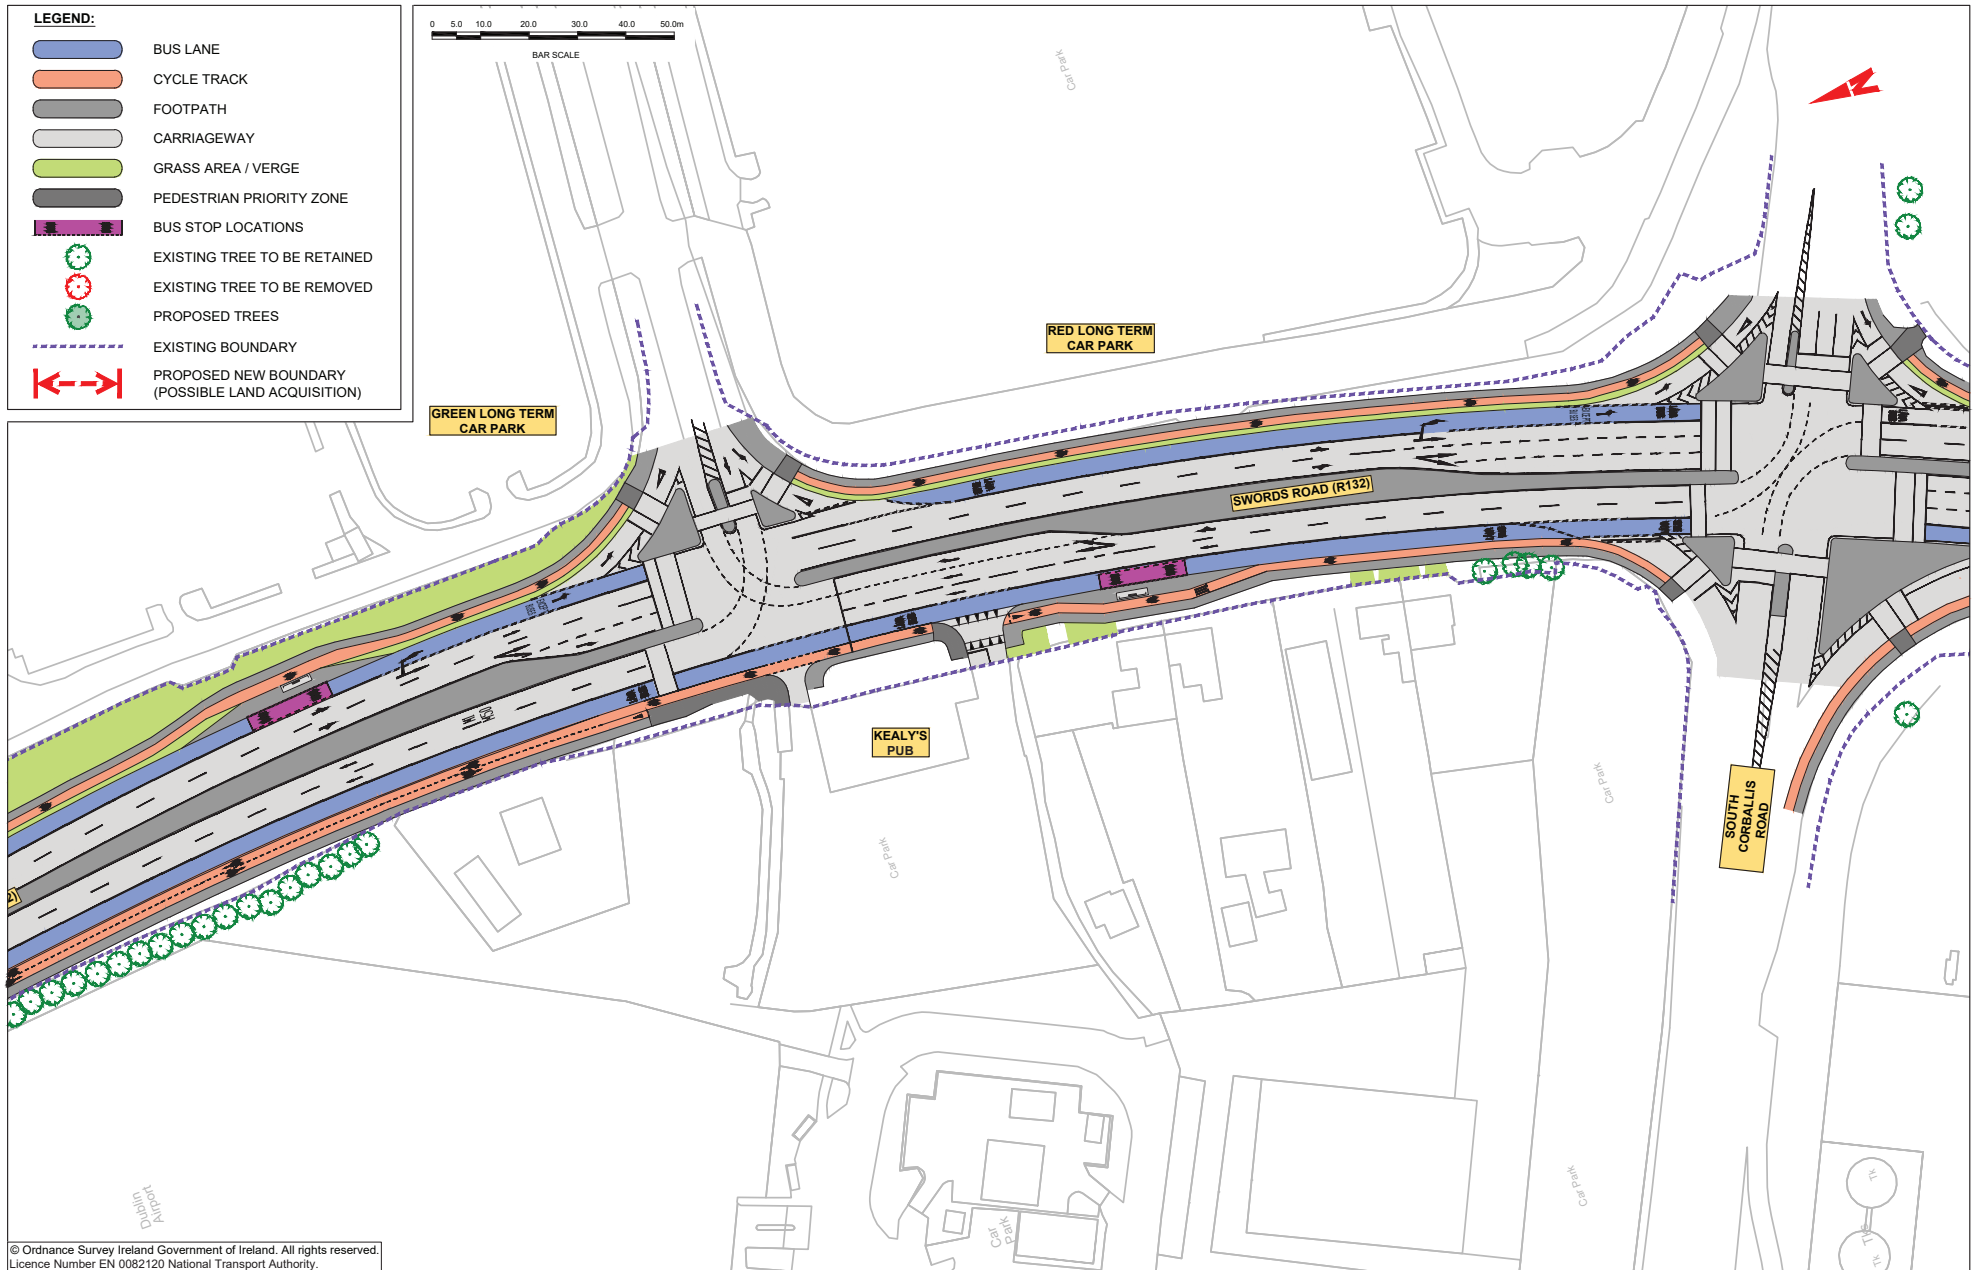 LEGEND:
BUS LANE
CYCLE TRACK
FOOTPATH
CARRIAGEWAY
GRASS AREA / VERGE
PEDESTRIAN PRIORITY ZONE
BUS STOP LOCATIONS
EXISTING TREE TO BE RETAINED
EXISTING TREE TO BE REMOVED
PROPOSED TREES
EXISTING BOUNDARY
PROPOSED NEW BOUNDARY
(POSSIBLE LAND ACQUISITION)
0 5.0 10.0 20.0 30.0 40.0 50.0m
BAR SCALE
Car Park
N
RED LONG TERM
CAR PARK
GREEN LONG TERM
CAR PARK
SWORDS ROAD (R132)
KEALY'S
PUB
SOUTH
CORBALLIS
ROAD
2)
Car Park
Car Park
Car Park
Car
Park
Dublin
Airport
Tk
Tks
Tk
© Ordnance Survey Ireland Government of Ireland. All rights reserved.
Licence Number EN 0082120 National Transport Authority.